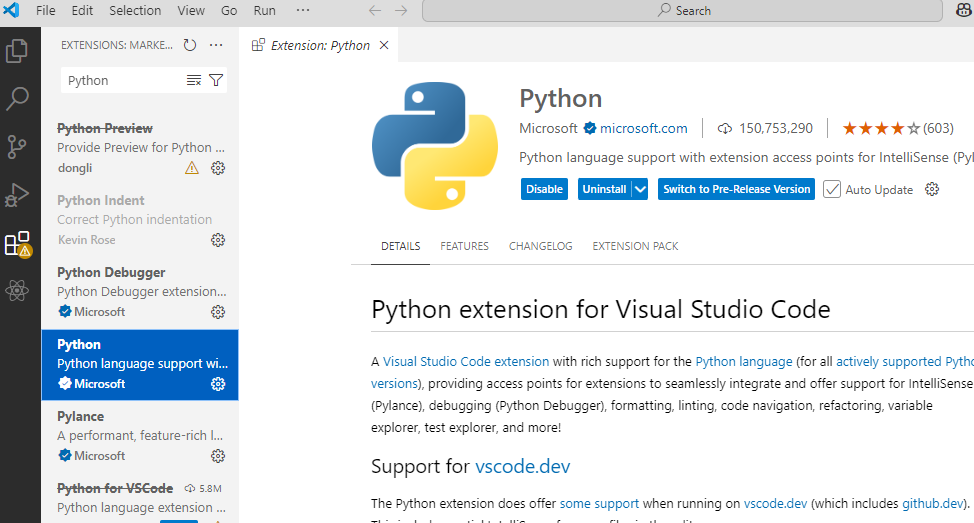 File Edit Selection View Go Run ···
Search
EXTENSIONS: MARKE... ···
Extension: Python
Python
Python Preview
Provide Preview for Python ...
dongli
Python Indent
Correct Python indentation
Kevin Rose
Python Debugger
Python Debugger extension...
Microsoft
Python
Python language support wi...
Microsoft
Pylance
A performant, feature-rich l...
Microsoft
Python for VSCode 5.8M
Python language extension ...
Python
Microsoft microsoft.com 150,753,290 (603)
Python language support with extension access points for IntelliSense (Pyl
Disable Uninstall Switch to Pre-Release Version Auto Update
DETAILS FEATURES CHANGELOG EXTENSION PACK
Python extension for Visual Studio Code
A Visual Studio Code extension with rich support for the Python language (for all actively supported Pytho
versions), providing access points for extensions to seamlessly integrate and offer support for IntelliSense
(Pylance), debugging (Python Debugger), formatting, linting, code navigation, refactoring, variable
explorer, test explorer, and more!
Support for vscode.dev
The Python extension does offer some support when running on vscode.dev (which includes github.dev).